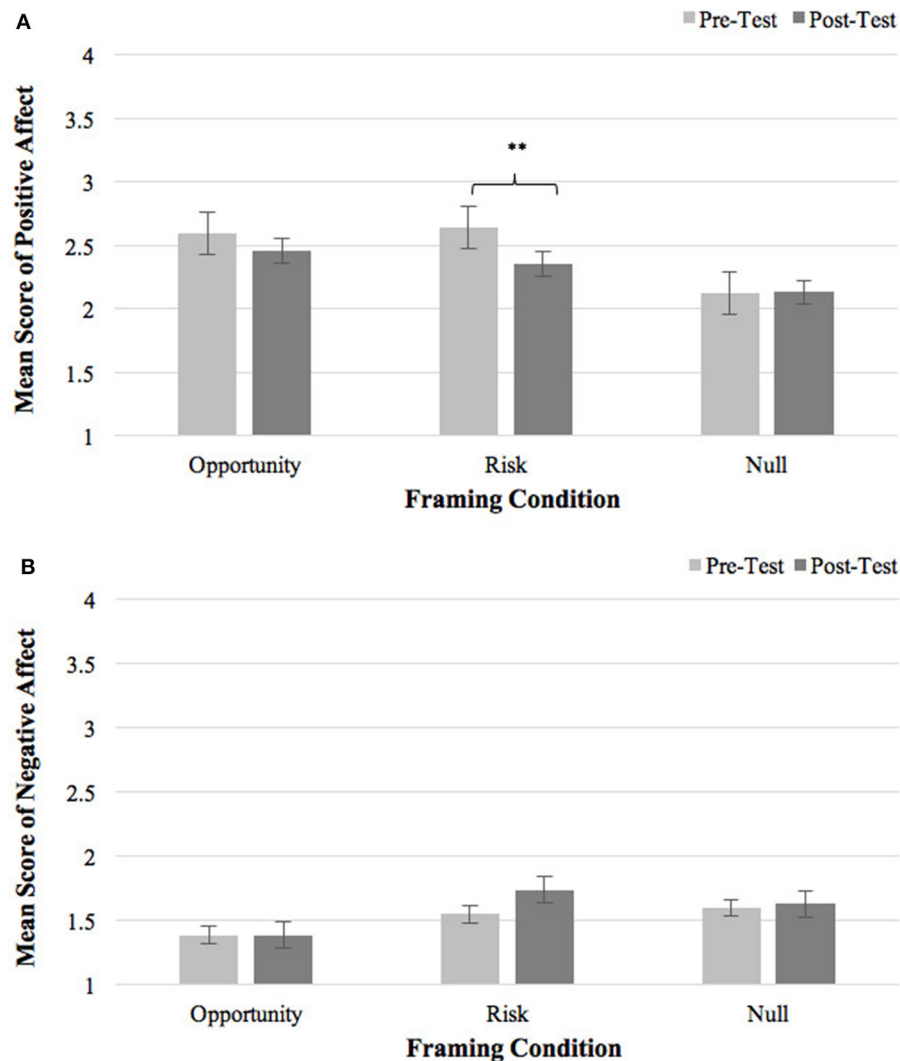 A
Pre-Test Post-Test
Mean Score of Positive Affect
4
3.5
3
2.5
2
1.5
1
**
Opportunity Risk Null
Framing Condition
B
Pre-Test Post-Test
Mean Score of Negative Affect
4
3.5
3
2.5
2
1.5
1
Opportunity Risk Null
Framing Condition